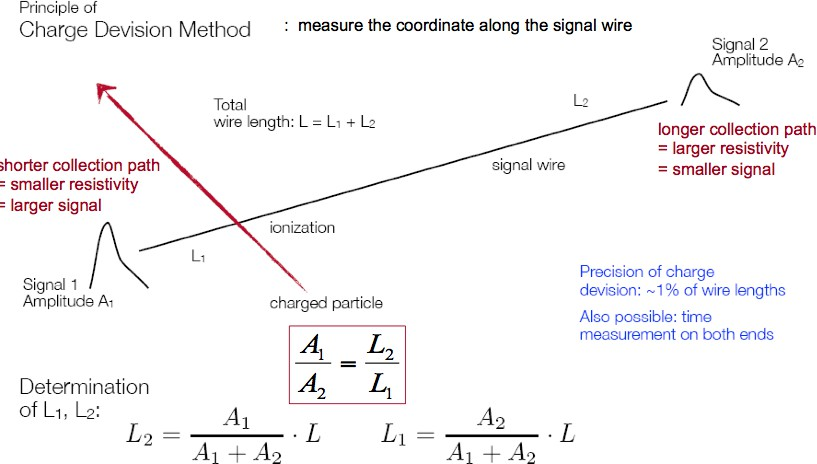 Principle of
Charge Devision Method : measure the coordinate along the signal wire
Signal 2
Amplitude A₂
Total
wire length: L = L₁ + L₂
L₂
longer collection path
= larger resistivity
= smaller signal
shorter collection path
= smaller resistivity
= larger signal
signal wire
ionization
L₁
Signal 1
Amplitude A₁
charged particle
Precision of charge
devision: ~1% of wire lengths
Also possible: time
measurement on both ends
A₁/A₂ = L₂/L₁
Determination
of L₁, L₂:
L₂ = A₁/(A₁ + A₂) · L
L₁ = A₂/(A₁ + A₂) · L